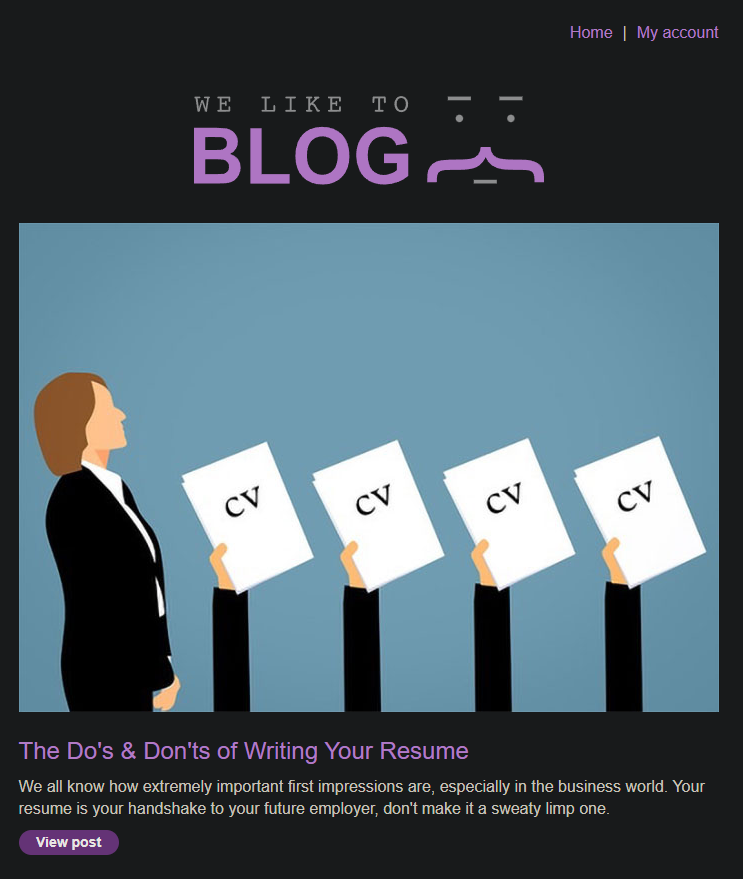 Home | My account
WE LIKE TO
BLOG
CV CV CV CV
The Do's & Don'ts of Writing Your Resume
We all know how extremely important first impressions are, especially in the business world. Your
resume is your handshake to your future employer, don't make it a sweaty limp one.
View post